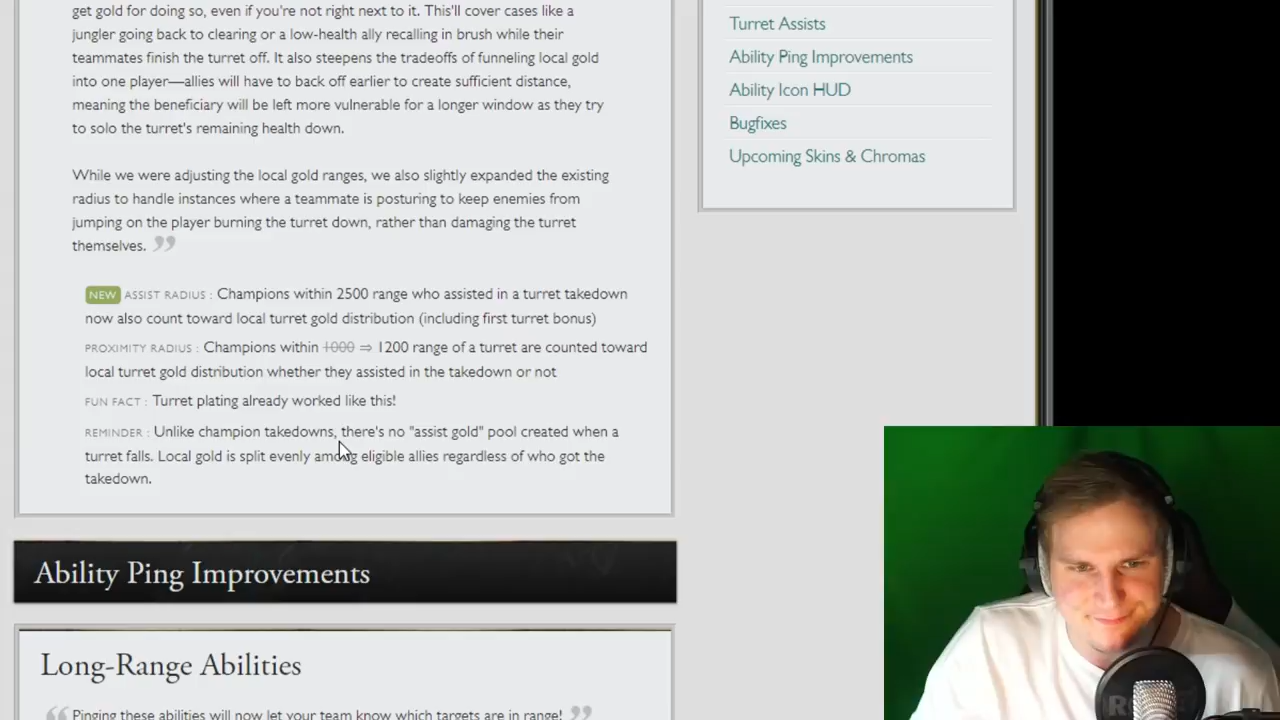 get gold for doing so, even if you're not right next to it. This'll cover cases like a
jungler going back to clearing or a low-health ally recalling in brush while their
teammates finish the turret off. It also steepens the tradeoffs of funneling local gold
into one player—allies will have to back off earlier to create sufficient distance,
meaning the beneficiary will be left more vulnerable for a longer window as they try
to solo the turret's remaining health down.
While we were adjusting the local gold ranges, we also slightly expanded the existing
radius to handle instances where a teammate is posturing to keep enemies from
jumping on the player burning the turret down, rather than damaging the turret
themselves. ”
NEW ASSIST RADIUS : Champions within 2500 range who assisted in a turret takedown
now also count toward local turret gold distribution (including first turret bonus)
PROXIMITY RADIUS : Champions within 1000 ⇒ 1200 range of a turret are counted toward
local turret gold distribution whether they assisted in the takedown or not
FUN FACT : Turret plating already worked like this!
REMINDER : Unlike champion takedowns, there's no "assist gold" pool created when a
turret falls. Local gold is split evenly among eligible allies regardless of who got the
takedown.
Ability Ping Improvements
Long-Range Abilities
“ Pinging these abilities will now let your team know which targets are in range! ”
Turret Assists
Ability Ping Improvements
Ability Icon HUD
Bugfixes
Upcoming Skins & Chromas